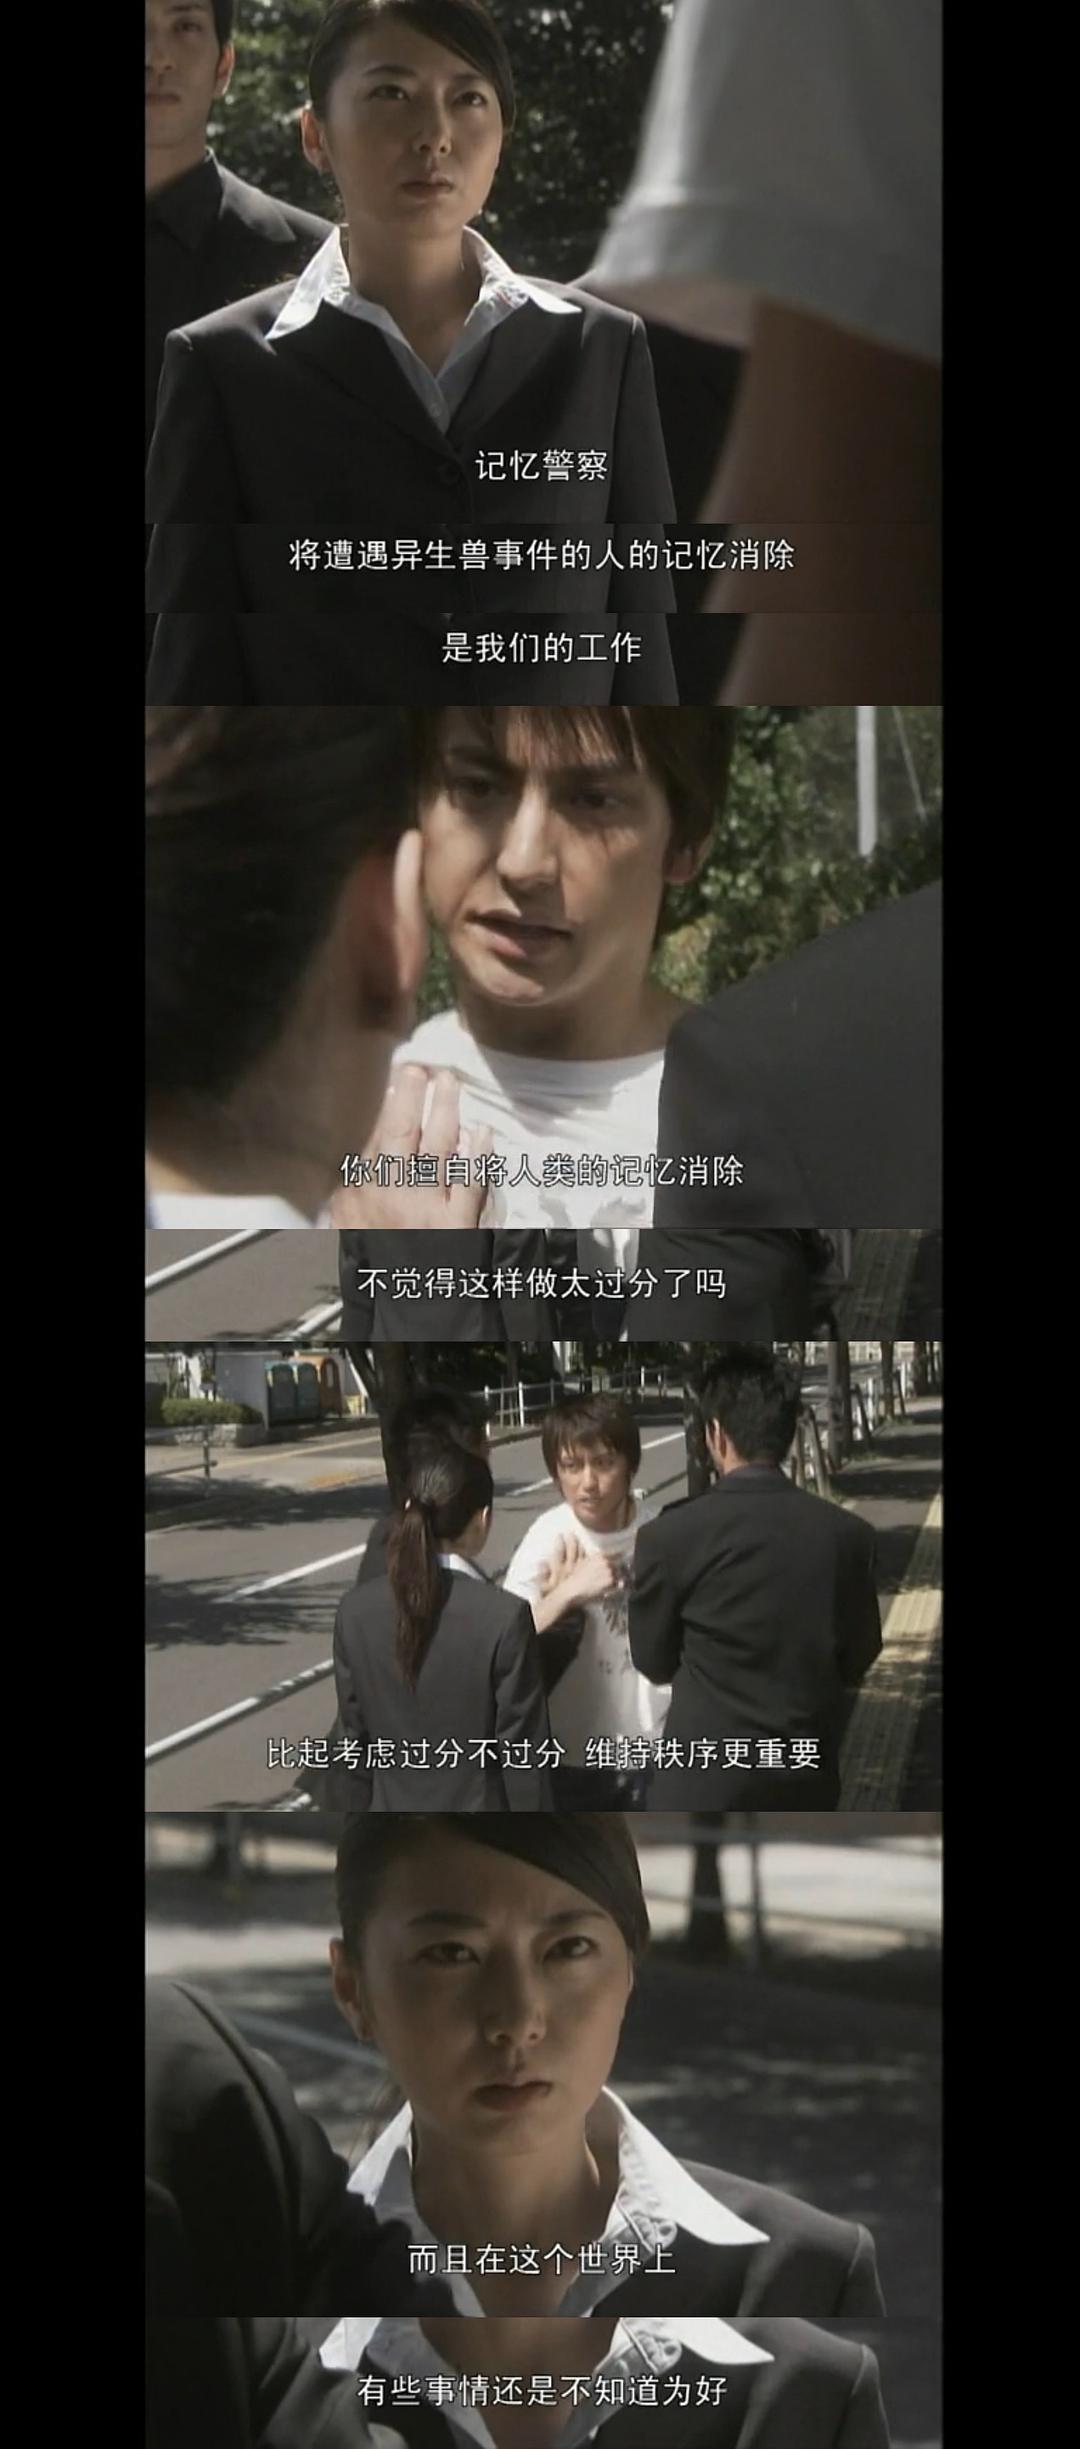 记忆警察
将遭遇异生兽事件的人的记忆消除
是我们的工作
你们擅自将人类的记忆消除
不觉得这样做太过分了吗
比起考虑过分不过分 维持秩序更重要
而且在这个世界上
有些事情还是不知道为好